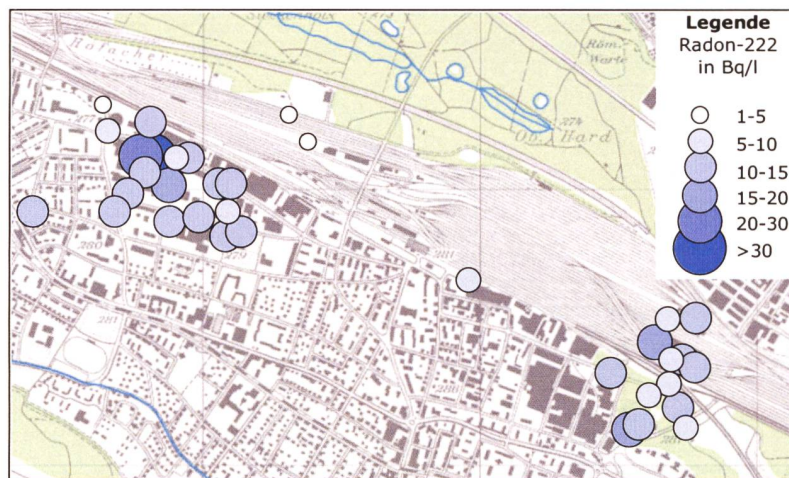 Legende
Radon-222
in Bq/l
1-5
5-10
10-15
15-20
20-30
>30
Hofacher
Röm.
Warte
274
Ob. Hard
277
280
279
281